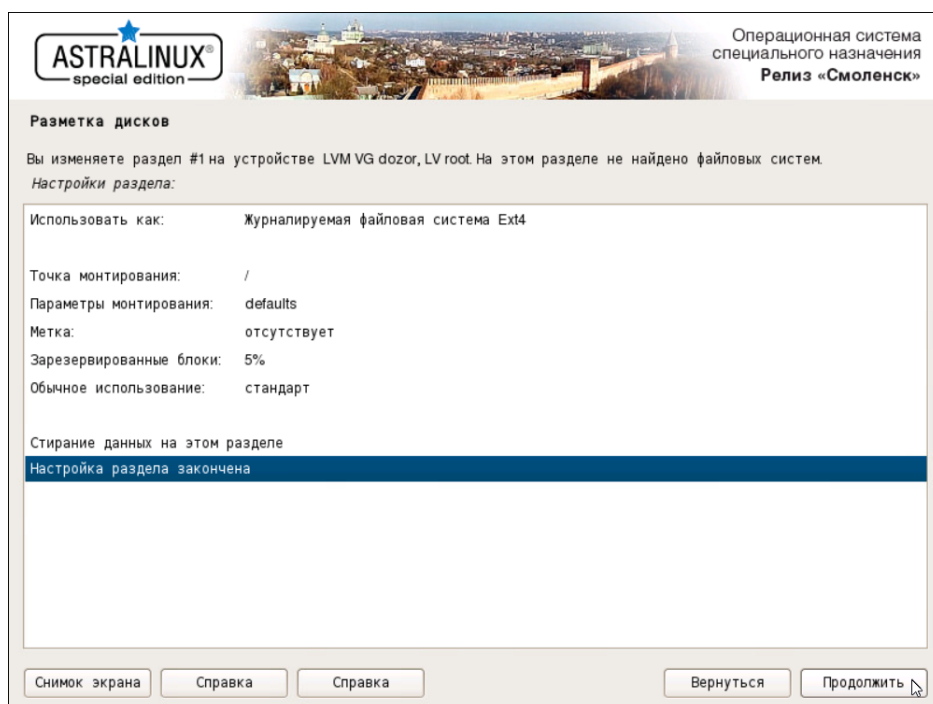 ASTRALINUX®
special edition
Операционная система
специального назначения
Релиз «Смоленск»
Разметка дисков
Вы изменяете раздел #1 на устройстве LVM VG dozor, LV root. На этом разделе не найдено файловых систем.
Настройки раздела:
Использовать как: Журналируемая файловая система Ext4
Точка монтирования: /
Параметры монтирования: defaults
Метка: отсутствует
Зарезервированные блоки: 5%
Обычное использование: стандарт
Стирание данных на этом разделе
Настройка раздела закончена
Снимок экрана Справка Справка Вернуться Продолжить